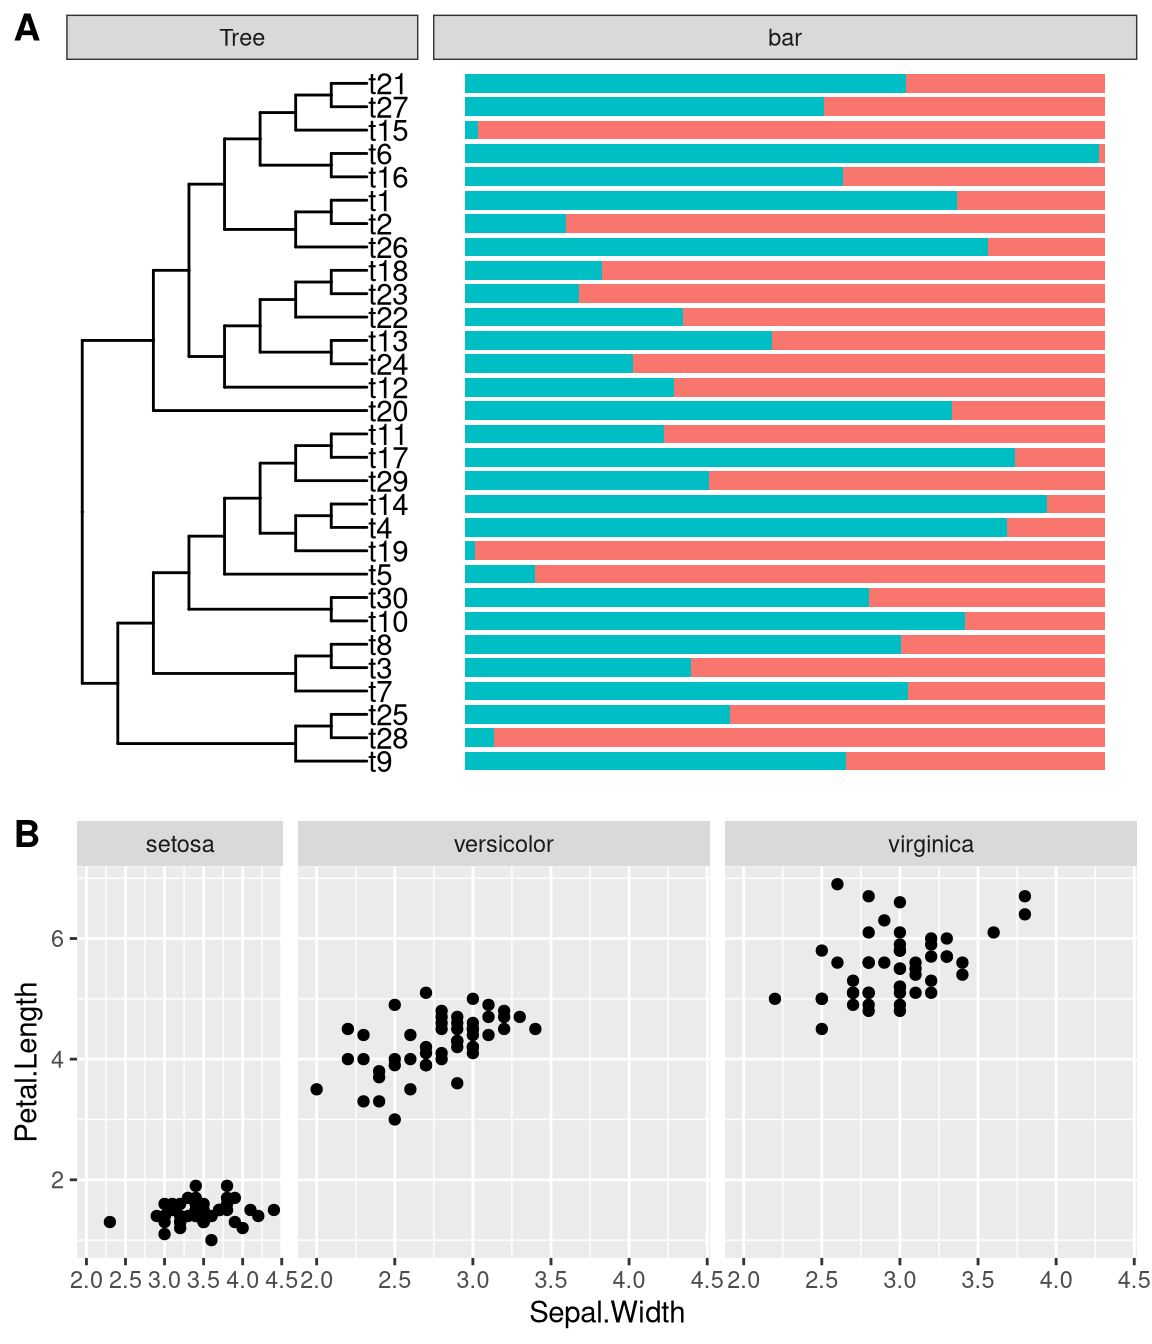 A
Tree bar
t21
t27
t15
t6
t16
t1
t2
t26
t18
t23
t22
t13
t24
t12
t20
t11
t17
t29
t14
t4
t19
t5
t30
t10
t8
t3
t7
t25
t28
t9
B
setosa versicolor virginica
6
4
2
Petal.Length
2.0 2.5 3.0 3.5 4.0 4.5 2.0 2.5 3.0 3.5 4.0 4.5 2.0 2.5 3.0 3.5 4.0 4.5
Sepal.Width